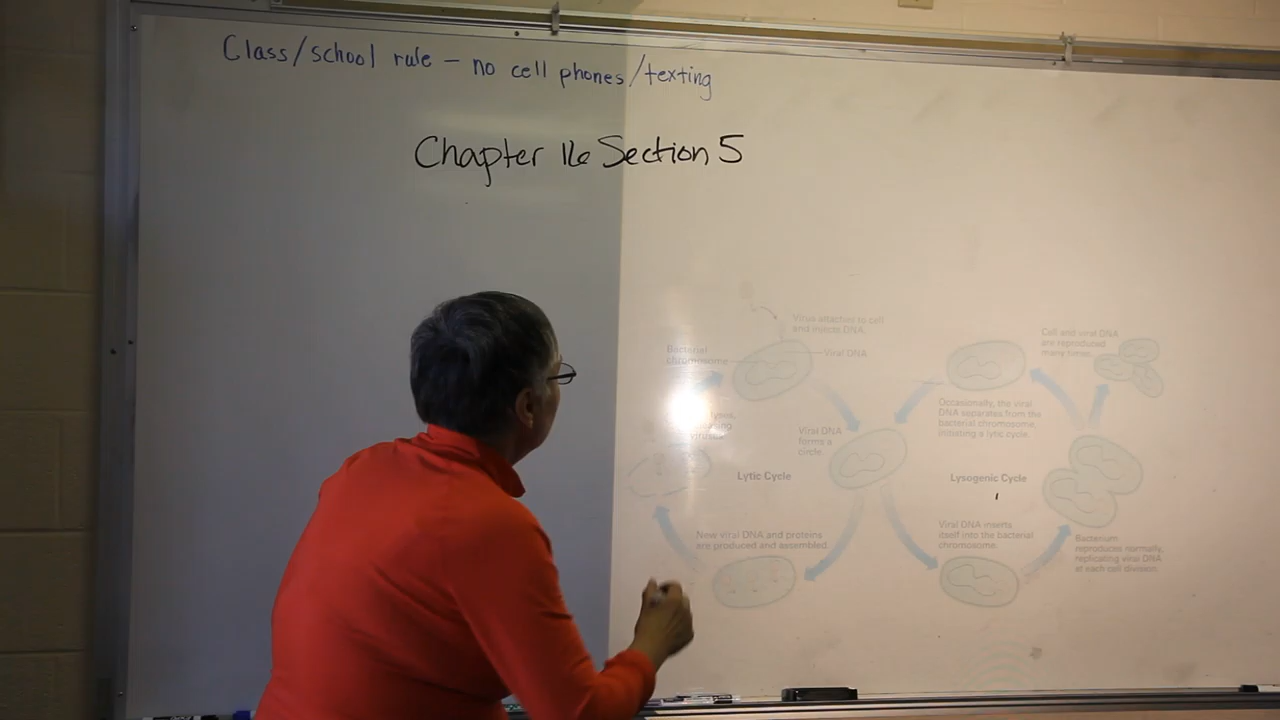 Class/school rule – no cell phones/texting
Chapter 16 Section 5
Virus attaches to cell
and injects DNA.
Bacterial
chromosome
Viral DNA
Cell and viral DNA
are reproduced
many times.
Occasionally, the viral
DNA separates from the
bacterial chromosome,
initiating a lytic cycle.
Viral DNA
forms a
circle.
Lytic Cycle
Lysogenic Cycle
New viral DNA and proteins
are produced and assembled.
Viral DNA inserts
itself into the bacterial
chromosome.
Bacterium
reproduces normally,
replicating viral DNA
at each cell division.